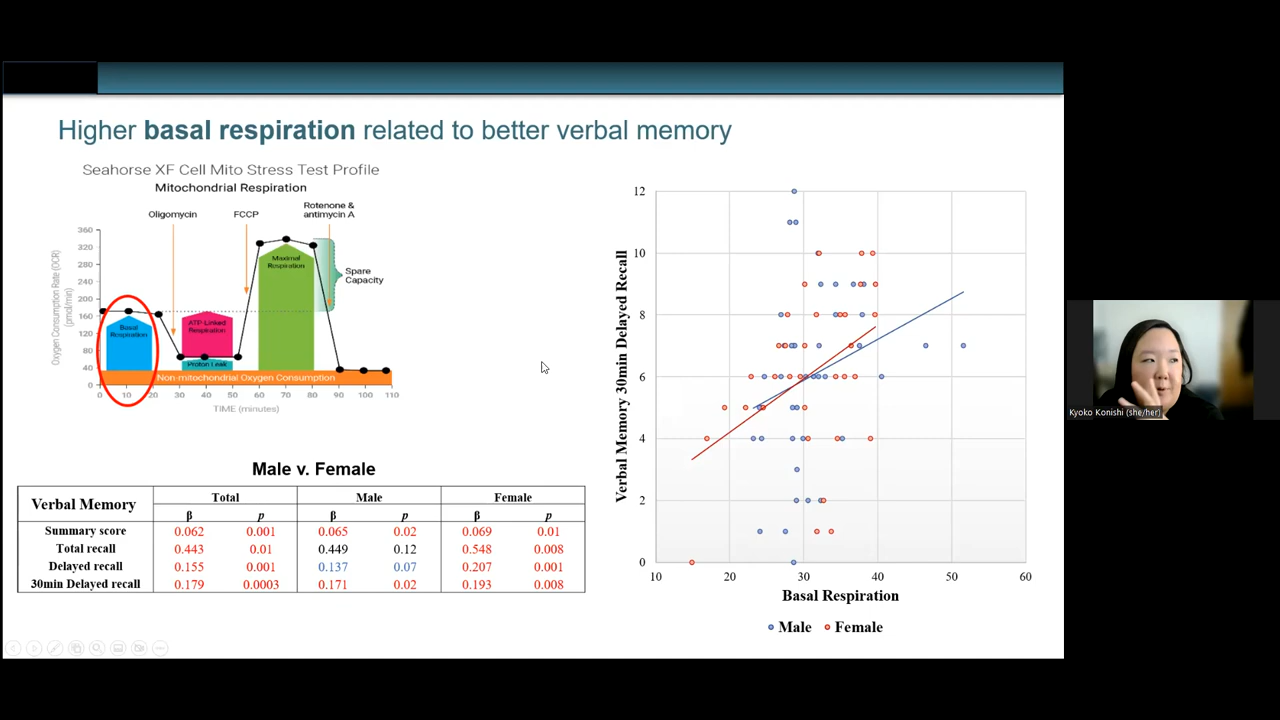 Higher basal respiration related to better verbal memory
Seahorse XF Cell Mito Stress Test Profile
Mitochondrial Respiration
Oligomycin
FCCP
Rotenone &
antimycin A
Oxygen Consumption Rate (OCR)
(pmol/min)
360
320
280
240
200
160
120
80
40
0
Basal
Respiration
ATP-Linked
Respiration
Proton Leak
Maximal
Respiration
Spare
Capacity
Non-mitochondrial Oxygen Consumption
0 10 20 30 40 50 60 70 80 90 100 110
TIME (minutes)
Male v. Female
Verbal Memory Total Male Female
β p β p β p
Summary score 0.062 0.001 0.065 0.02 0.069 0.01
Total recall 0.443 0.01 0.449 0.12 0.548 0.008
Delayed recall 0.155 0.001 0.137 0.07 0.207 0.001
30min Delayed recall 0.179 0.0003 0.171 0.02 0.193 0.008
Verbal Memory 30min Delayed Recall
12
10
8
6
4
2
0
10 20 30 40 50 60
Basal Respiration
Male Female
Kyoko Konishi (she/her)